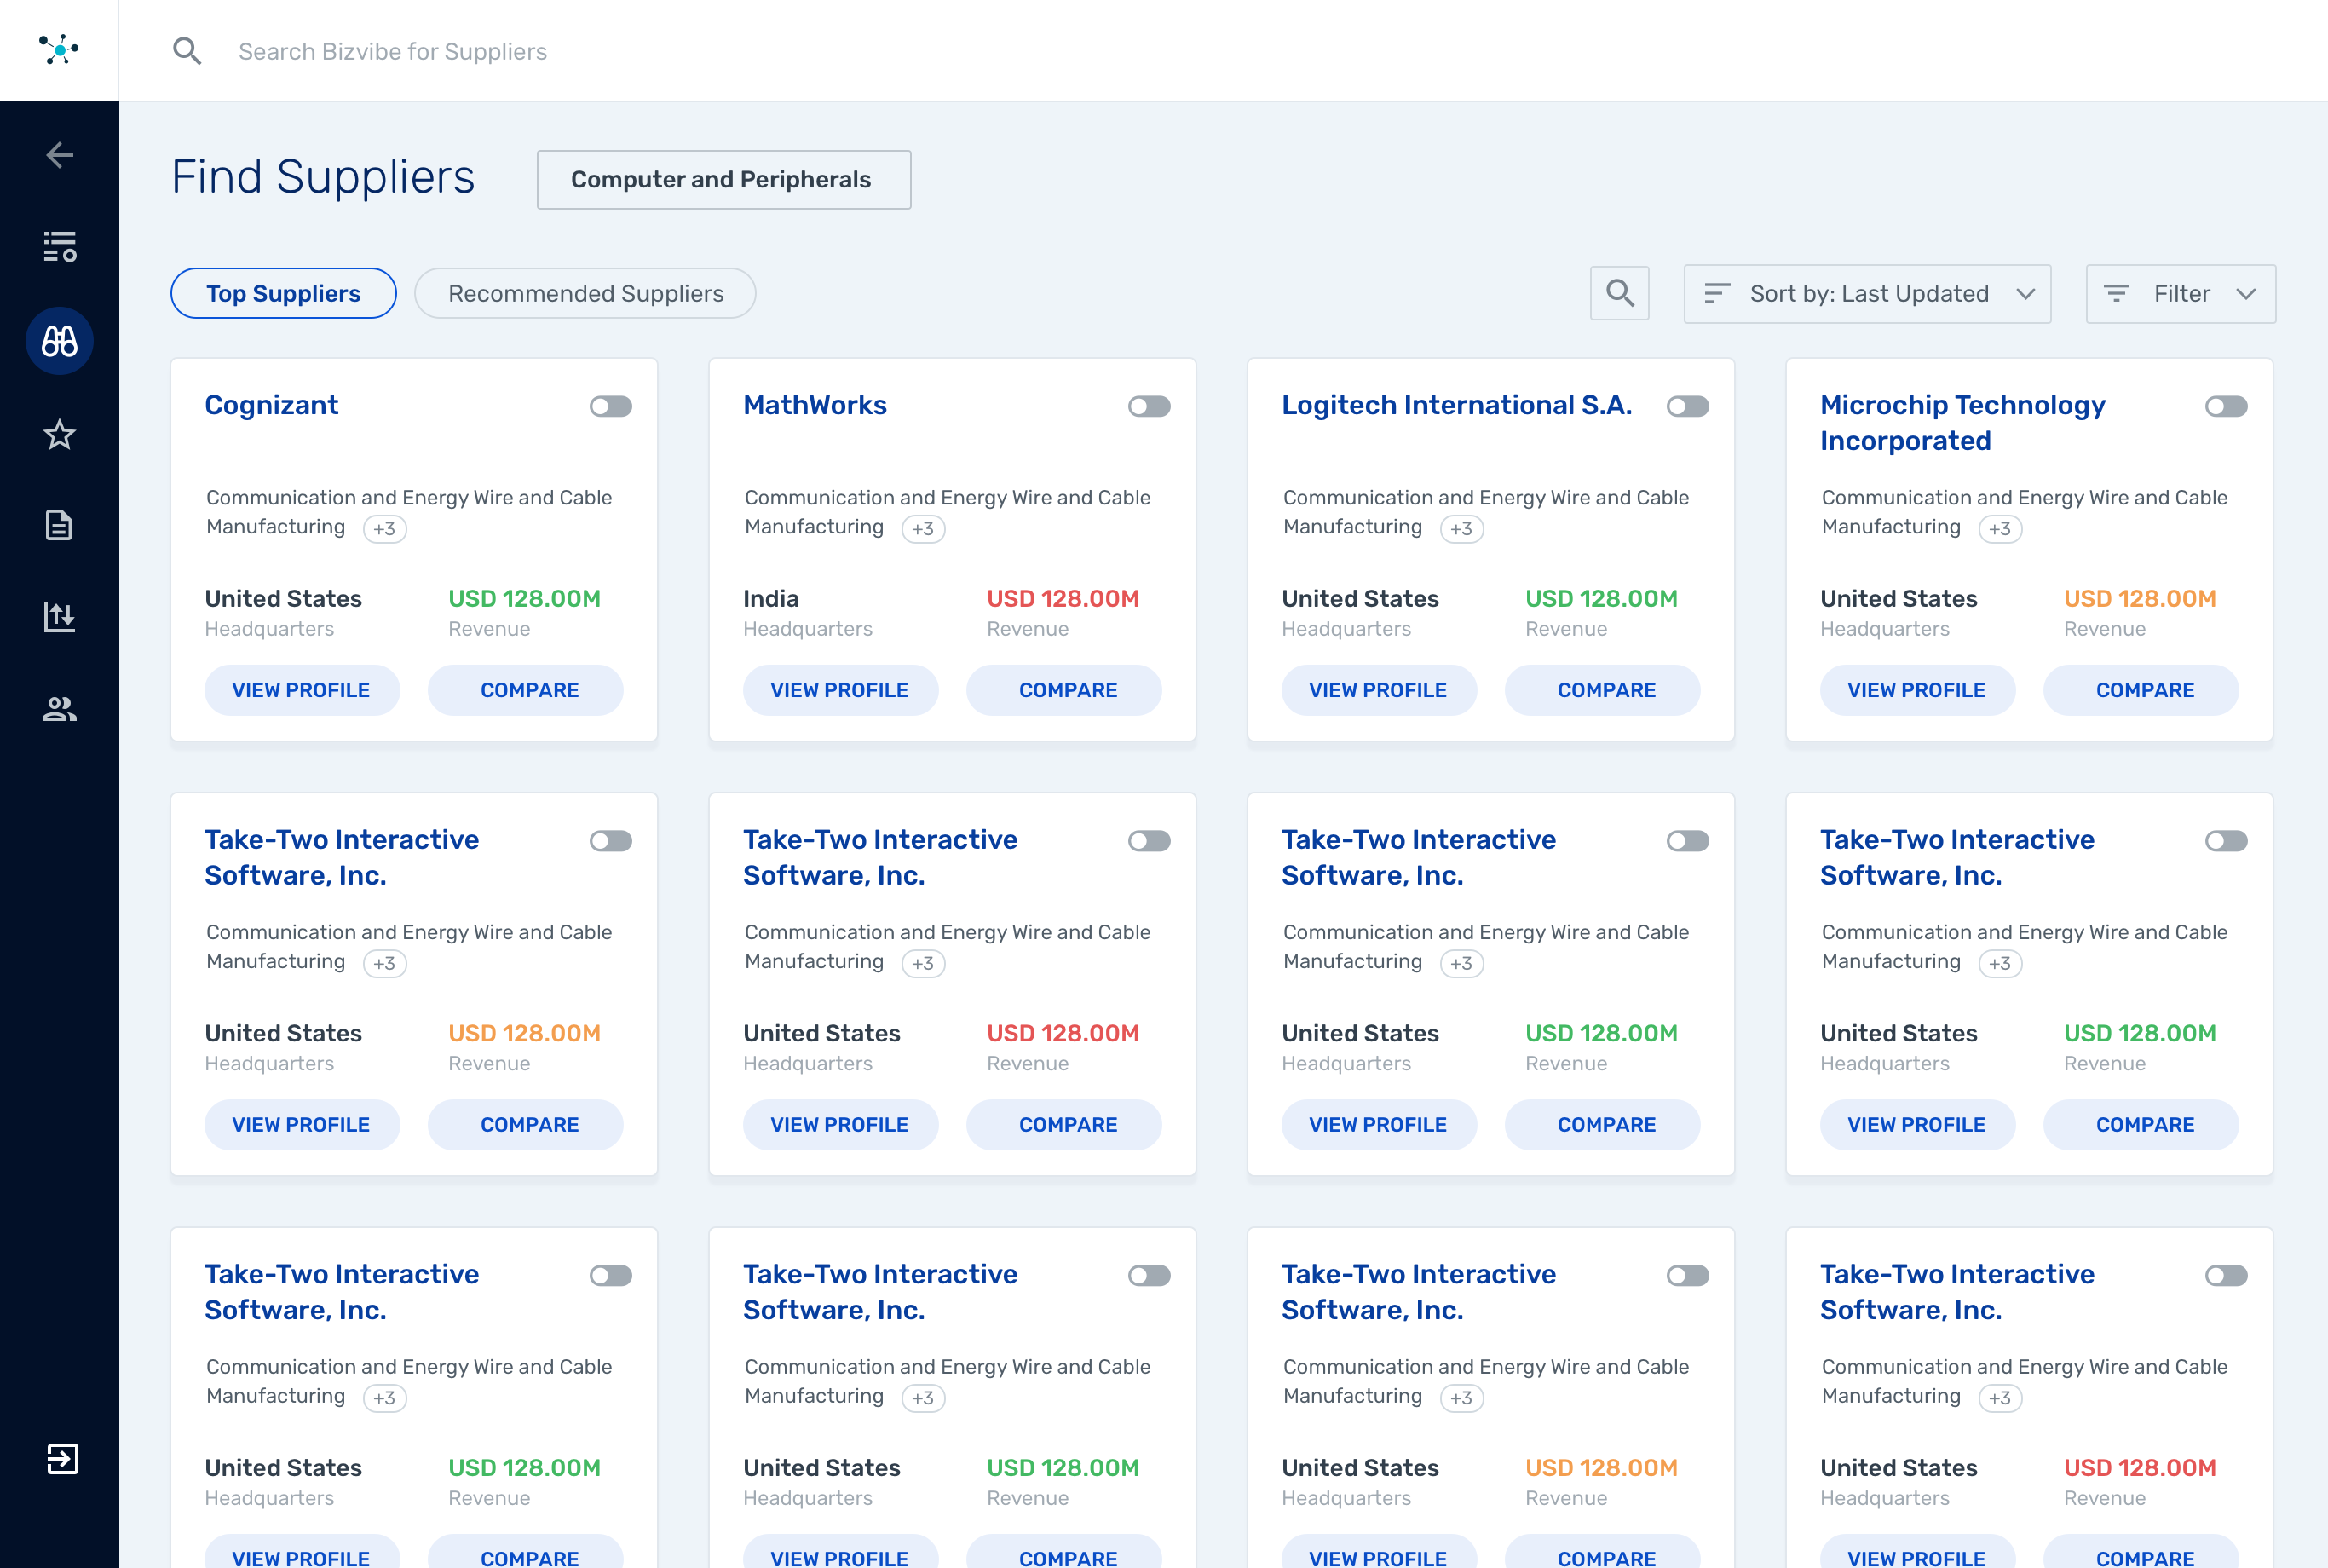 Search Bizvibe for Suppliers
Find Suppliers
Computer and Peripherals
Top Suppliers
Recommended Suppliers
Sort by: Last Updated
Filter
Cognizant
Communication and Energy Wire and Cable
Manufacturing +3
United States
Headquarters
USD 128.00M
Revenue
VIEW PROFILE
COMPARE
MathWorks
Communication and Energy Wire and Cable
Manufacturing +3
India
Headquarters
USD 128.00M
Revenue
VIEW PROFILE
COMPARE
Logitech International S.A.
Communication and Energy Wire and Cable
Manufacturing +3
United States
Headquarters
USD 128.00M
Revenue
VIEW PROFILE
COMPARE
Microchip Technology
Incorporated
Communication and Energy Wire and Cable
Manufacturing +3
United States
Headquarters
USD 128.00M
Revenue
VIEW PROFILE
COMPARE
Take-Two Interactive
Software, Inc.
Communication and Energy Wire and Cable
Manufacturing +3
United States
Headquarters
USD 128.00M
Revenue
VIEW PROFILE
COMPARE
Take-Two Interactive
Software, Inc.
Communication and Energy Wire and Cable
Manufacturing +3
United States
Headquarters
USD 128.00M
Revenue
VIEW PROFILE
COMPARE
Take-Two Interactive
Software, Inc.
Communication and Energy Wire and Cable
Manufacturing +3
United States
Headquarters
USD 128.00M
Revenue
VIEW PROFILE
COMPARE
Take-Two Interactive
Software, Inc.
Communication and Energy Wire and Cable
Manufacturing +3
United States
Headquarters
USD 128.00M
Revenue
VIEW PROFILE
COMPARE
Take-Two Interactive
Software, Inc.
Communication and Energy Wire and Cable
Manufacturing +3
United States
Headquarters
USD 128.00M
Revenue
VIEW PROFILE
COMPARE
Take-Two Interactive
Software, Inc.
Communication and Energy Wire and Cable
Manufacturing +3
United States
Headquarters
USD 128.00M
Revenue
VIEW PROFILE
COMPARE
Take-Two Interactive
Software, Inc.
Communication and Energy Wire and Cable
Manufacturing +3
United States
Headquarters
USD 128.00M
Revenue
VIEW PROFILE
COMPARE
Take-Two Interactive
Software, Inc.
Communication and Energy Wire and Cable
Manufacturing +3
United States
Headquarters
USD 128.00M
Revenue
VIEW PROFILE
COMPARE